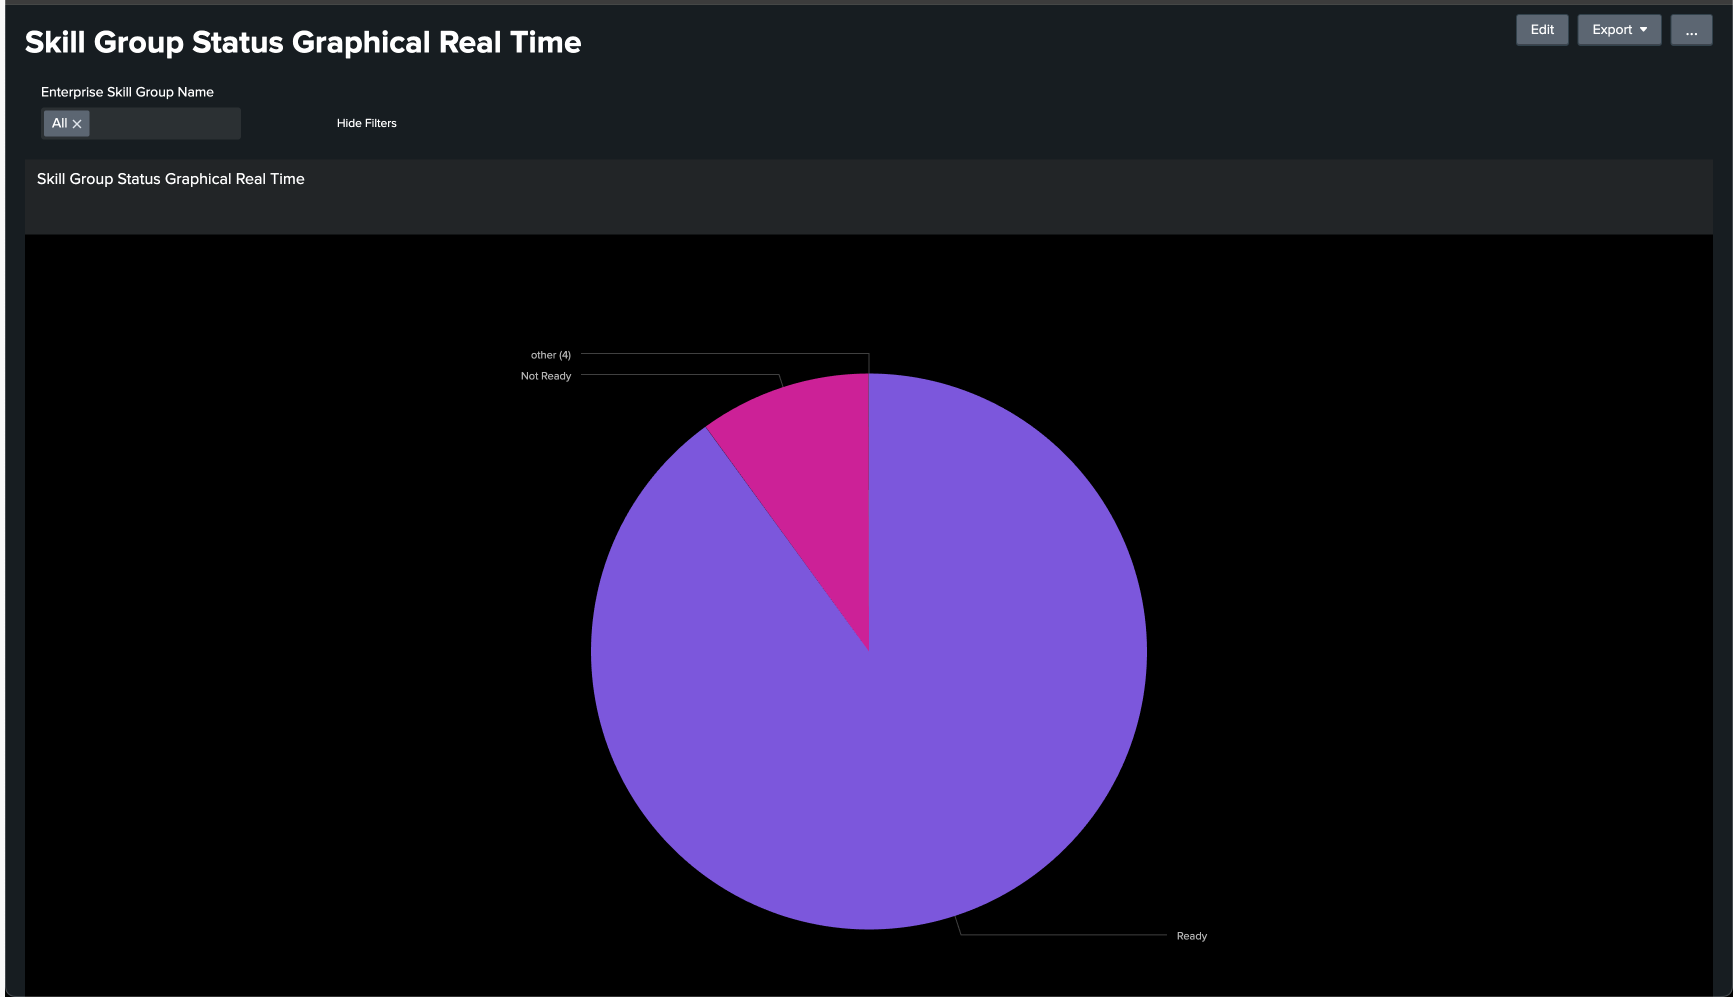 Skill Group Status Graphical Real Time
Edit
Export
...
Enterprise Skill Group Name
All
Hide Filters
Skill Group Status Graphical Real Time
other (4)
Not Ready
Ready